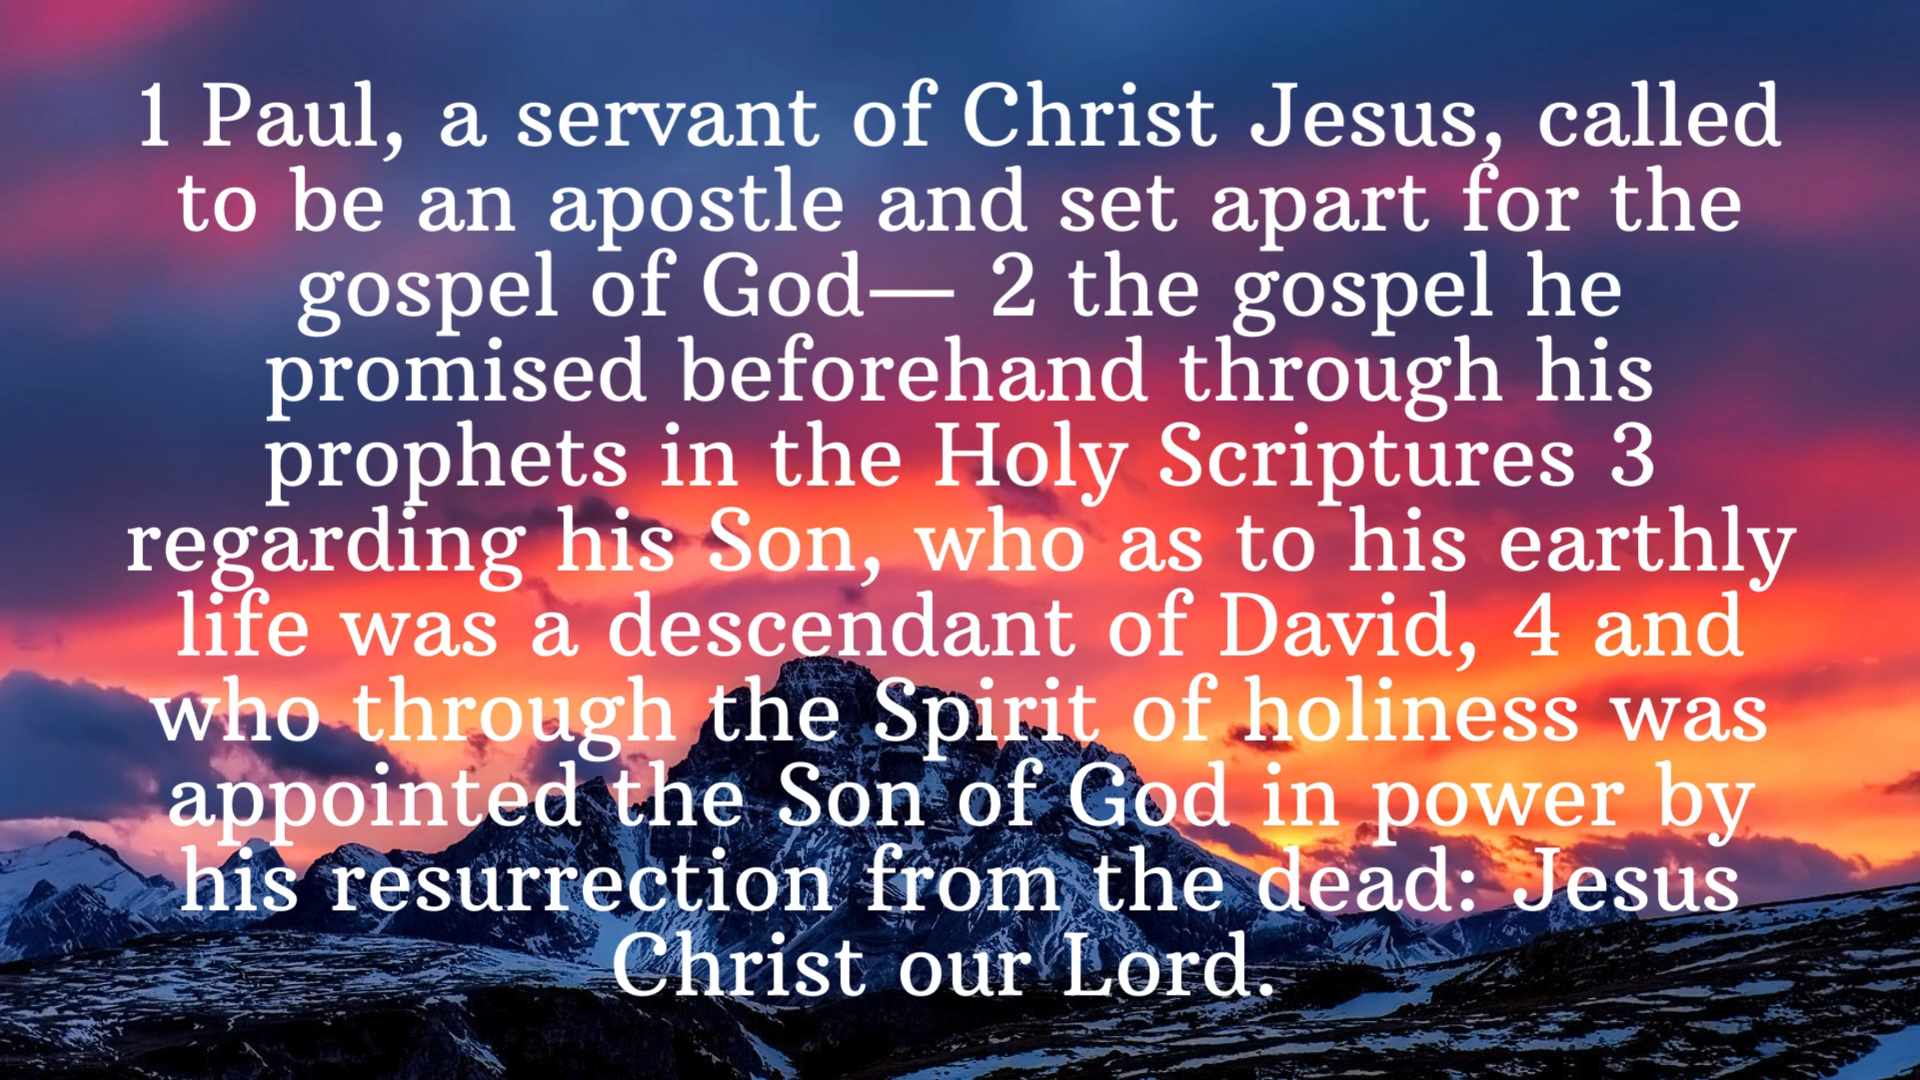 1 Paul, a servant of Christ Jesus, called
to be an apostle and set apart for the
gospel of God— 2 the gospel he
promised beforehand through his
prophets in the Holy Scriptures 3
regarding his Son, who as to his earthly
life was a descendant of David, 4 and
who through the Spirit of holiness was
appointed the Son of God in power by
his resurrection from the dead: Jesus
Christ our Lord.